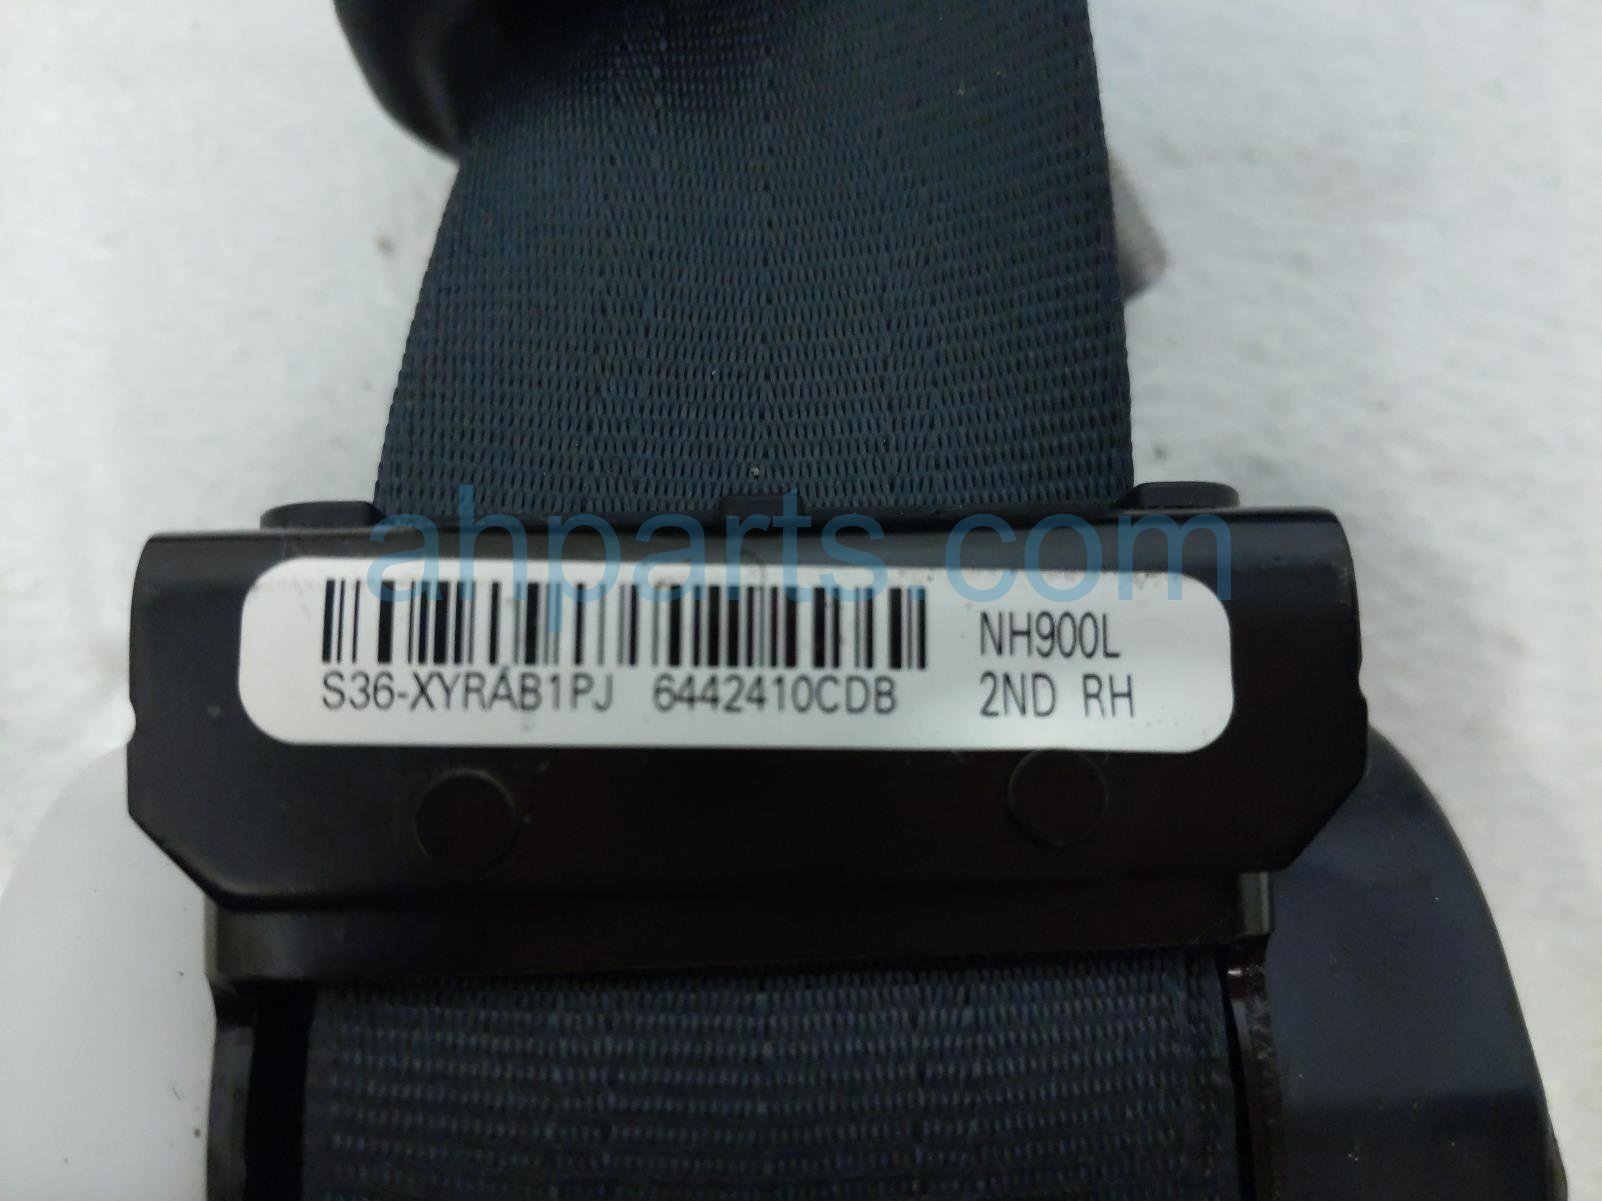 ahparts.com
S36-XYRAB1PJ 6442410CDB NH900L
2ND RH